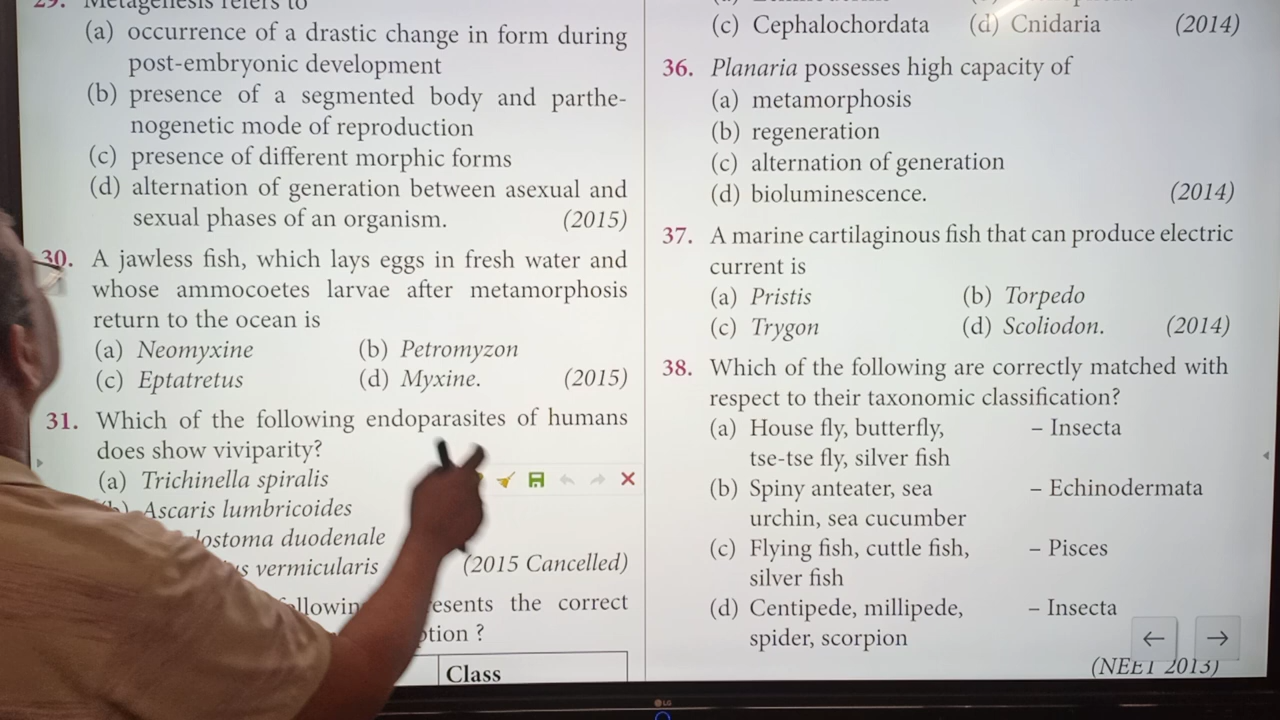 29. Metagenesis refers to
(a) occurrence of a drastic change in form during
post-embryonic development
(b) presence of a segmented body and parthe-
nogenetic mode of reproduction
(c) presence of different morphic forms
(d) alternation of generation between asexual and
sexual phases of an organism. (2015)
30. A jawless fish, which lays eggs in fresh water and
whose ammocoetes larvae after metamorphosis
return to the ocean is
(a) Neomyxine (b) Petromyzon
(c) Eptatretus (d) Myxine. (2015)
31. Which of the following endoparasites of humans
does show viviparity?
(a) Trichinella spiralis
(b) Ascaris lumbricoides
duodenale
vermicularis (2015 Cancelled)
the correct
?
Class
(c) Cephalochordata (d) Cnidaria (2014)
36. Planaria possesses high capacity of
(a) metamorphosis
(b) regeneration
(c) alternation of generation
(d) bioluminescence. (2014)
37. A marine cartilaginous fish that can produce electric
current is
(a) Pristis (b) Torpedo
(c) Trygon (d) Scoliodon. (2014)
38. Which of the following are correctly matched with
respect to their taxonomic classification?
(a) House fly, butterfly, – Insecta
tse-tse fly, silver fish
(b) Spiny anteater, sea – Echinodermata
urchin, sea cucumber
(c) Flying fish, cuttle fish, – Pisces
silver fish
(d) Centipede, millipede, – Insecta
spider, scorpion
(NEET 2013)
LG